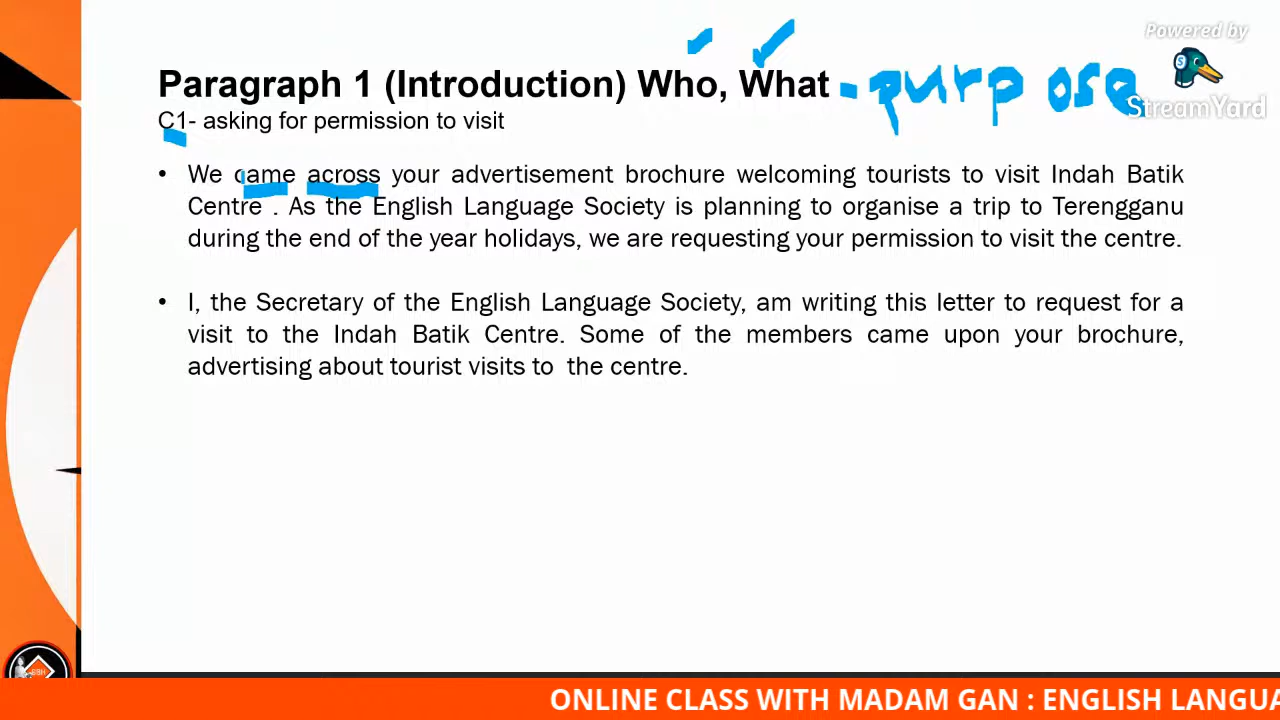 Powered by
Paragraph 1 (Introduction) Who, What - purpose
StreamYard
C1- asking for permission to visit
• We came across your advertisement brochure welcoming tourists to visit Indah Batik
Centre . As the English Language Society is planning to organise a trip to Terengganu
during the end of the year holidays, we are requesting your permission to visit the centre.
• I, the Secretary of the English Language Society, am writing this letter to request for a
visit to the Indah Batik Centre. Some of the members came upon your brochure,
advertising about tourist visits to the centre.
ONLINE CLASS WITH MADAM GAN : ENGLISH LANGUA